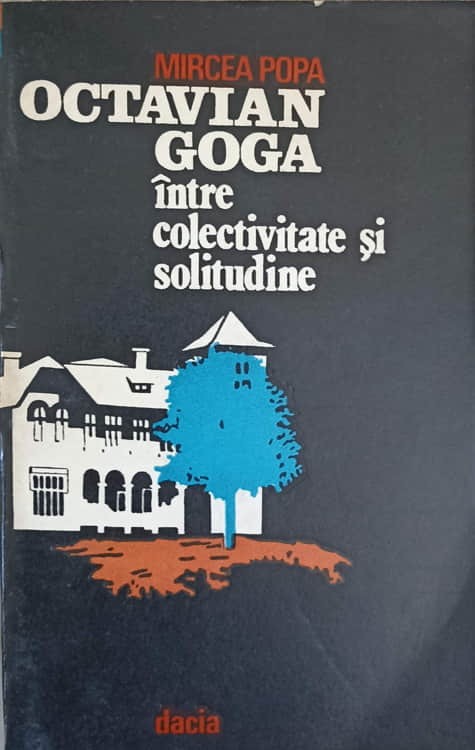 MIRCEA POPA
OCTAVIAN
GOGA
între
colectivitate și
solitudine
dacia